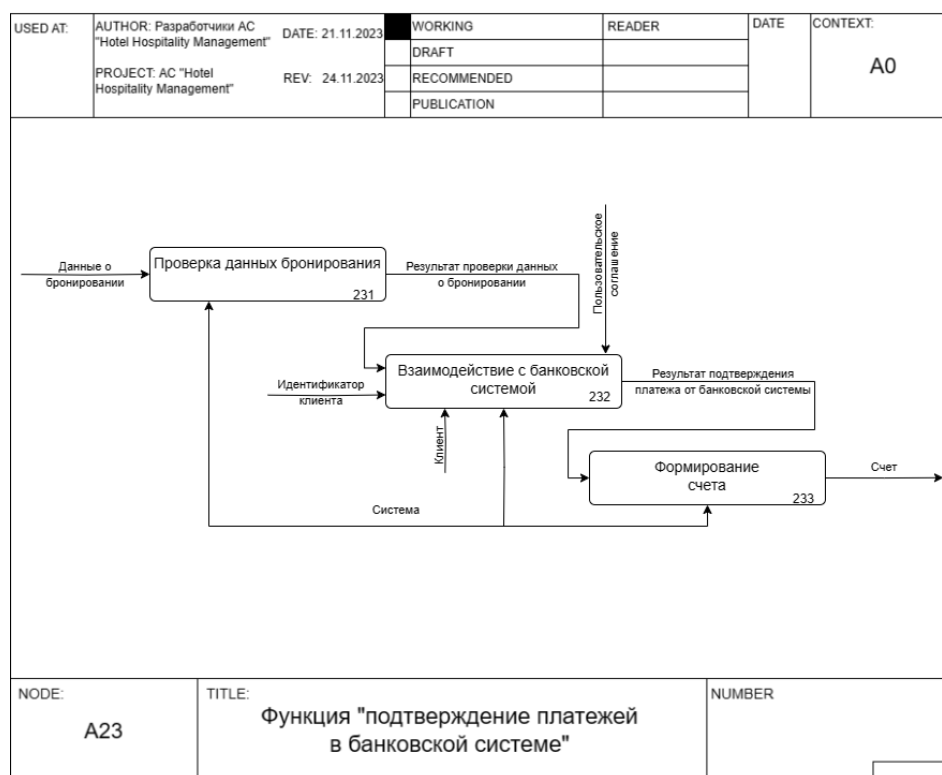 USED AT:
AUTHOR: Разработчики АС
"Hotel Hospitality Management"
DATE: 21.11.2023
PROJECT: АС "Hotel
Hospitality Management"
REV: 24.11.2023
WORKING
DRAFT
RECOMMENDED
PUBLICATION
READER
DATE
CONTEXT:
A0
Данные о
бронировании
Проверка данных бронирования
231
Результат проверки данных
о бронировании
Пользовательское
соглашение
Идентификатор
клиента
Взаимодействие с банковской
системой
232
Результат подтверждения
платежа от банковской системы
Клиент
Формирование
счета
233
Счет
Система
NODE:
A23
TITLE:
Функция "подтверждение платежей
в банковской системе"
NUMBER